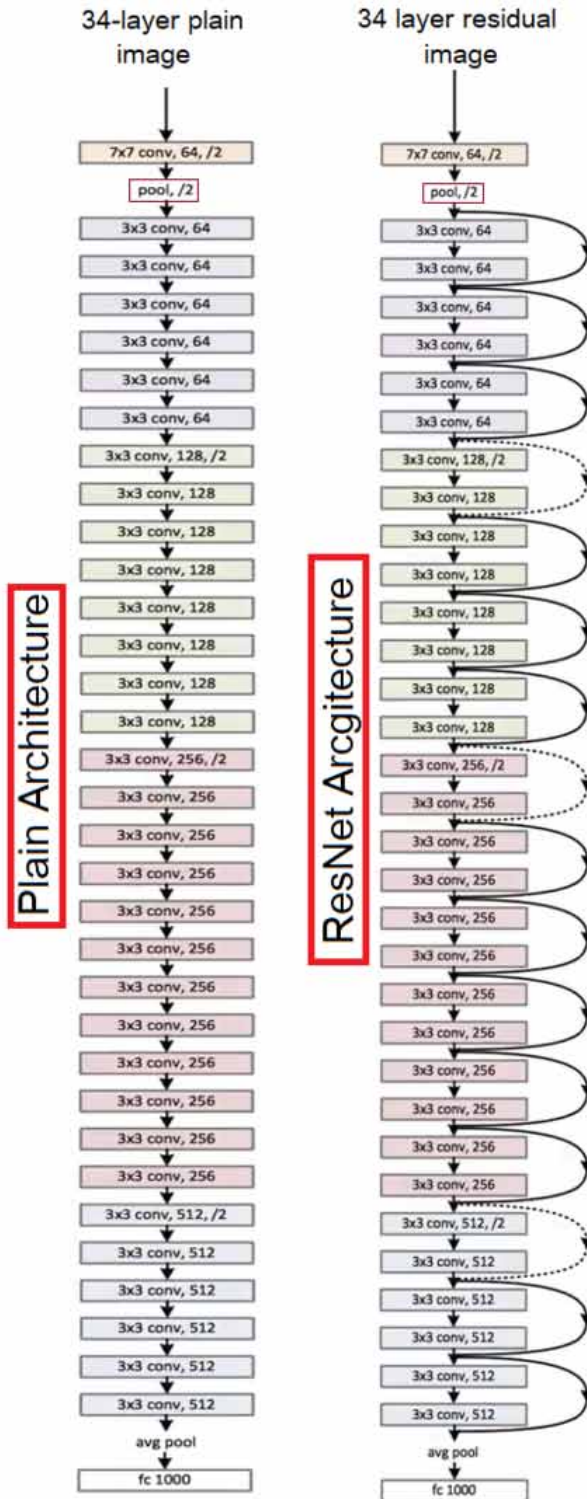 34-layer plain
image
7x7 conv, 64, /2
pool, /2
3x3 conv, 64
3x3 conv, 64
3x3 conv, 64
3x3 conv, 64
3x3 conv, 64
3x3 conv, 64
3x3 conv, 128, /2
3x3 conv, 128
3x3 conv, 128
3x3 conv, 128
3x3 conv, 128
3x3 conv, 128
3x3 conv, 128
3x3 conv, 128
3x3 conv, 256, /2
3x3 conv, 256
3x3 conv, 256
3x3 conv, 256
3x3 conv, 256
3x3 conv, 256
3x3 conv, 256
3x3 conv, 256
3x3 conv, 256
3x3 conv, 256
3x3 conv, 256
3x3 conv, 256
3x3 conv, 512, /2
3x3 conv, 512
3x3 conv, 512
3x3 conv, 512
3x3 conv, 512
3x3 conv, 512
avg pool
fc 1000
Plain Architecture
34 layer residual
image
7x7 conv, 64, /2
pool, /2
3x3 conv, 64
3x3 conv, 64
3x3 conv, 64
3x3 conv, 64
3x3 conv, 64
3x3 conv, 64
3x3 conv, 128, /2
3x3 conv, 128
3x3 conv, 128
3x3 conv, 128
3x3 conv, 128
3x3 conv, 128
3x3 conv, 128
3x3 conv, 128
3x3 conv, 256, /2
3x3 conv, 256
3x3 conv, 256
3x3 conv, 256
3x3 conv, 256
3x3 conv, 256
3x3 conv, 256
3x3 conv, 256
3x3 conv, 256
3x3 conv, 256
3x3 conv, 256
3x3 conv, 256
3x3 conv, 512, /2
3x3 conv, 512
3x3 conv, 512
3x3 conv, 512
3x3 conv, 512
3x3 conv, 512
avg pool
fc 1000
ResNet Arcgitecture